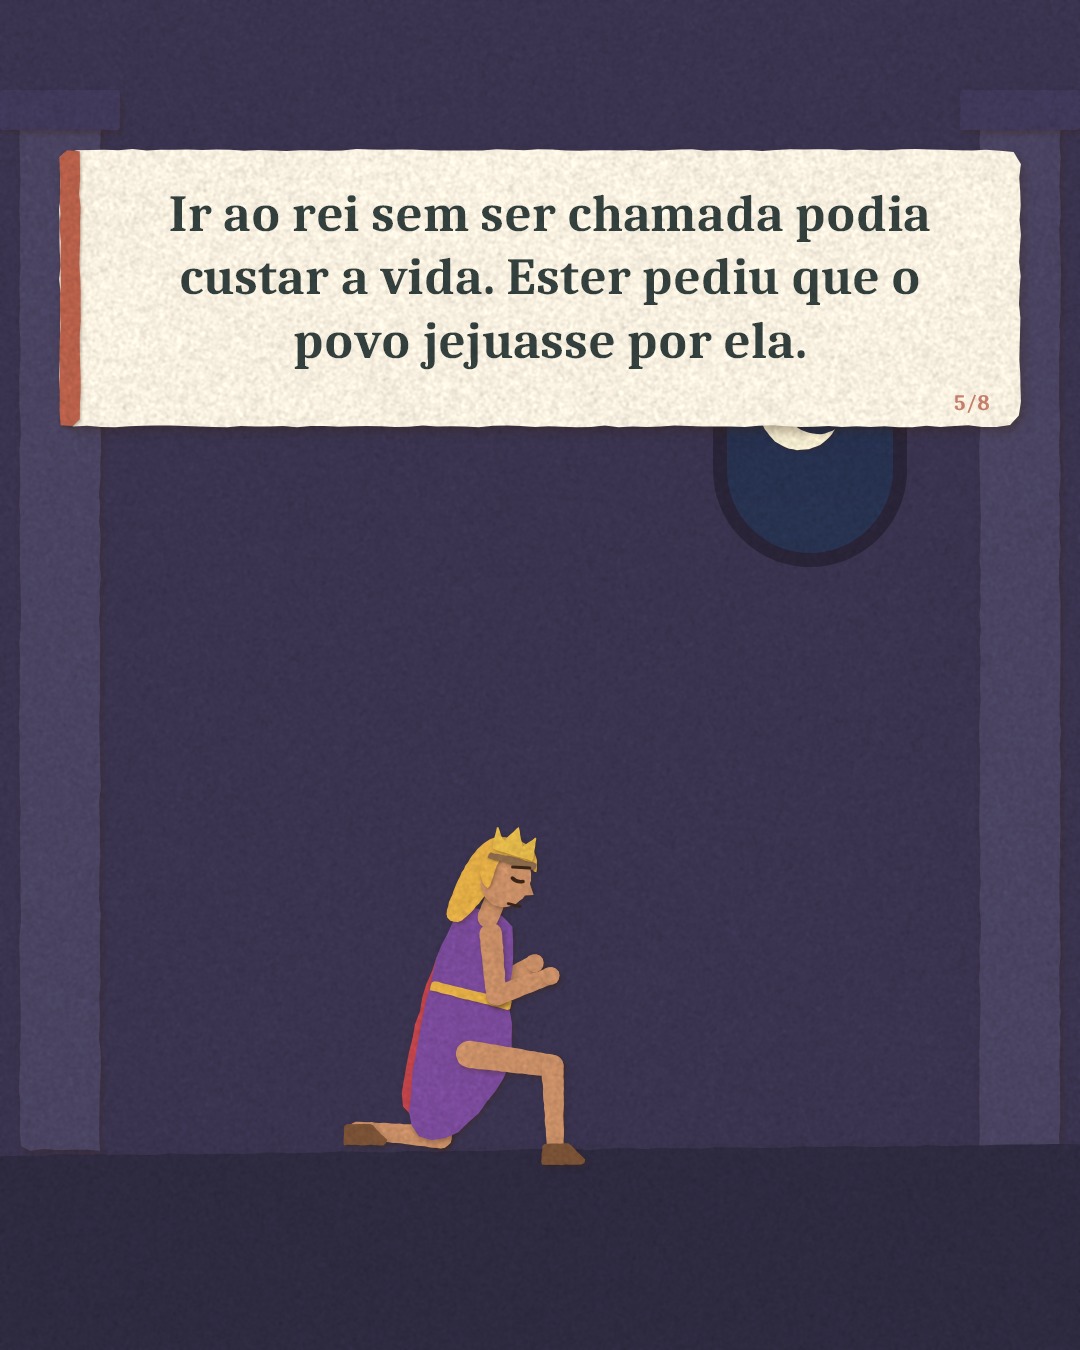 Ir ao rei sem ser chamada podia
custar a vida. Ester pediu que o
povo jejuasse por ela.
5/8